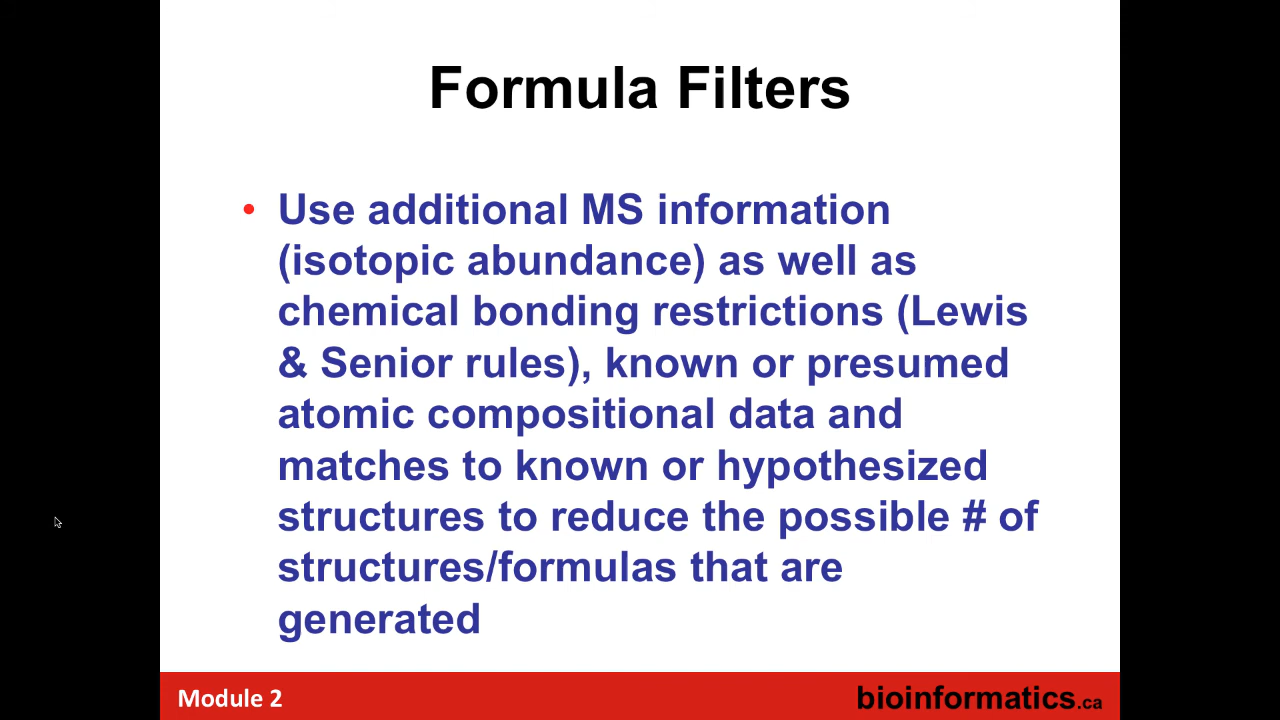 Formula Filters
• Use additional MS information
(isotopic abundance) as well as
chemical bonding restrictions (Lewis
& Senior rules), known or presumed
atomic compositional data and
matches to known or hypothesized
structures to reduce the possible # of
structures/formulas that are
generated
Module 2
bioinformatics.ca